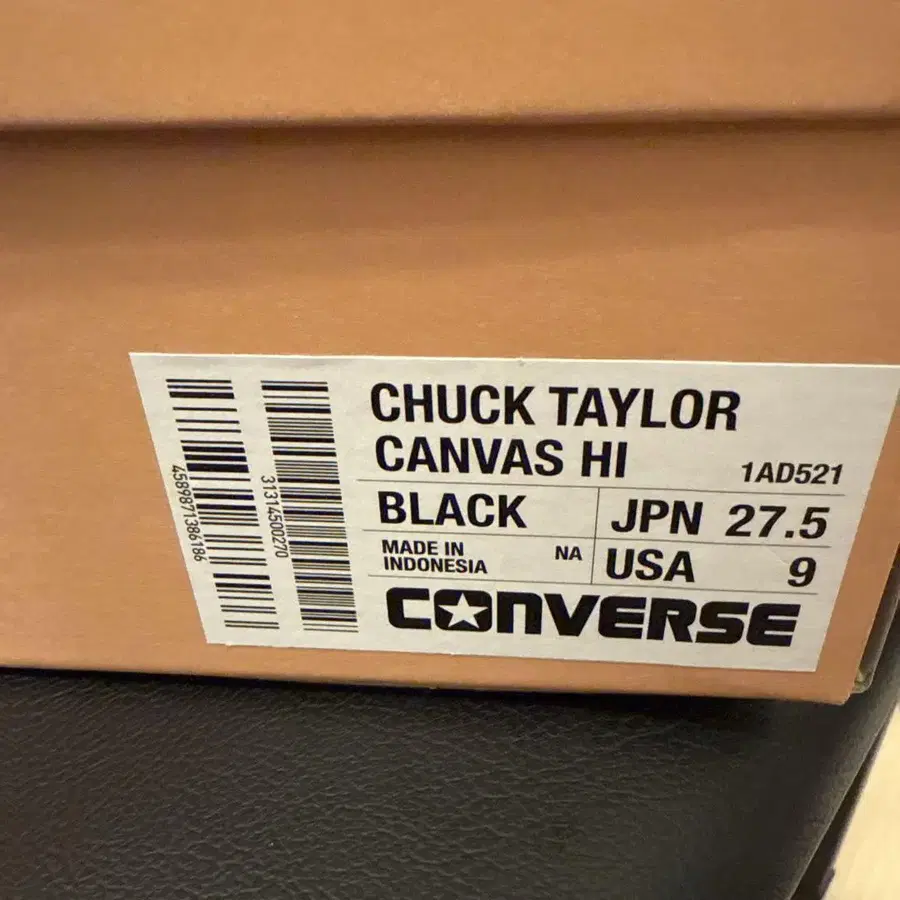 CHUCK TAYLOR
CANVAS HI
1AD521
BLACK
JPN 27.5
MADE IN
INDONESIA
NA
USA 9
CONVERSE
4589871386186
31314500270